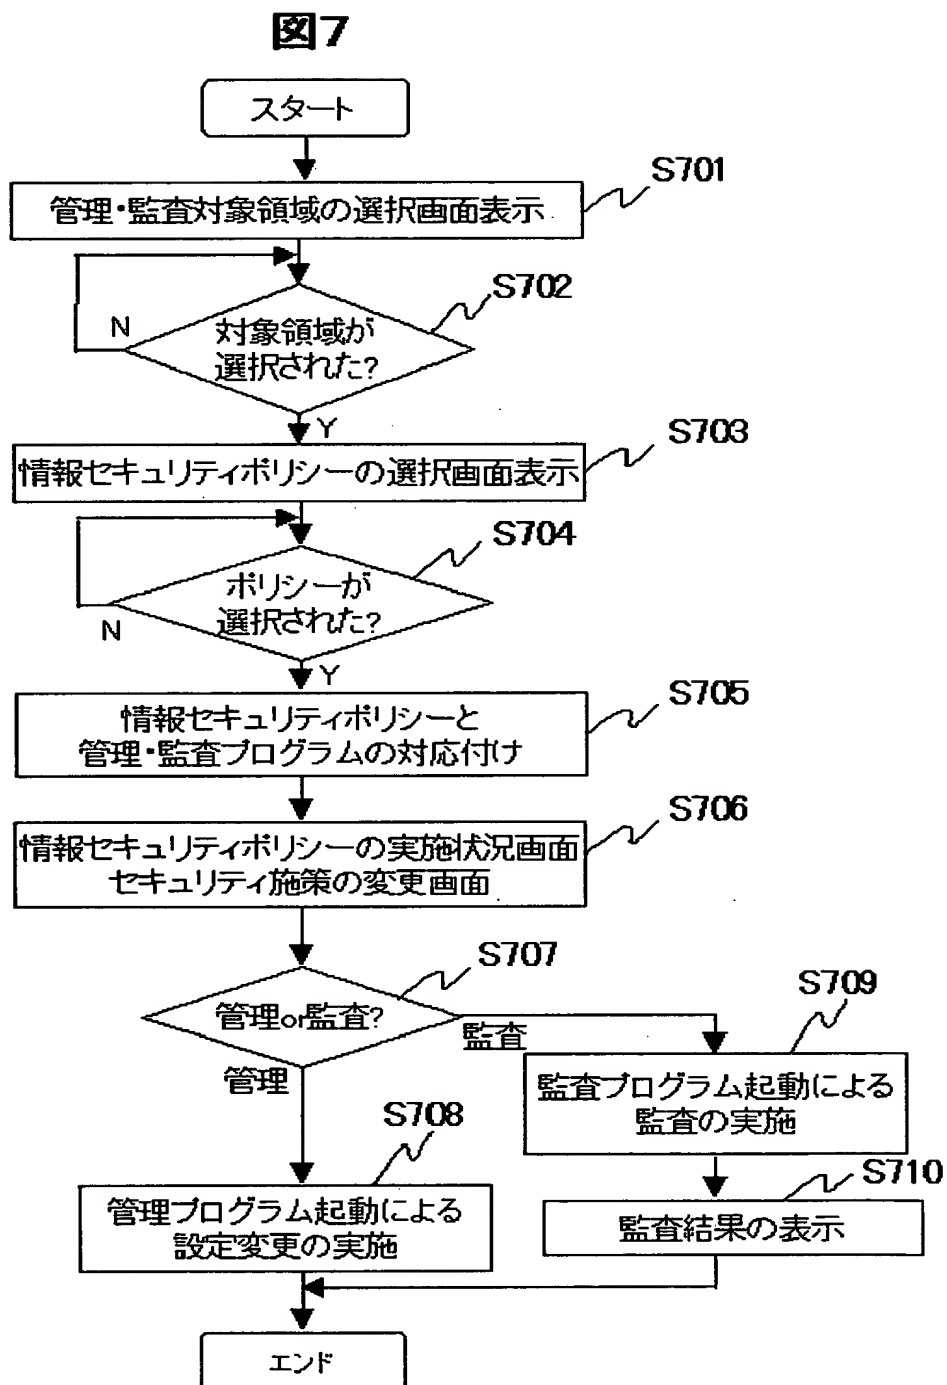 図7
スタート
S701
管理・監査対象領域の選択画面表示
S702
N
対象領域が
選択された?
Y
S703
情報セキュリティポリシーの選択画面表示
S704
ポリシーが
選択された?
N
Y
S705
情報セキュリティポリシーと
管理・監査プログラムの対応付け
S706
情報セキュリティポリシーの実施状況画面
セキュリティ施策の変更画面
S707
管理or監査?
監査
管理
S709
監査プログラム起動による
監査の実施
S708
管理プログラム起動による
設定変更の実施
S710
監査結果の表示
エンド